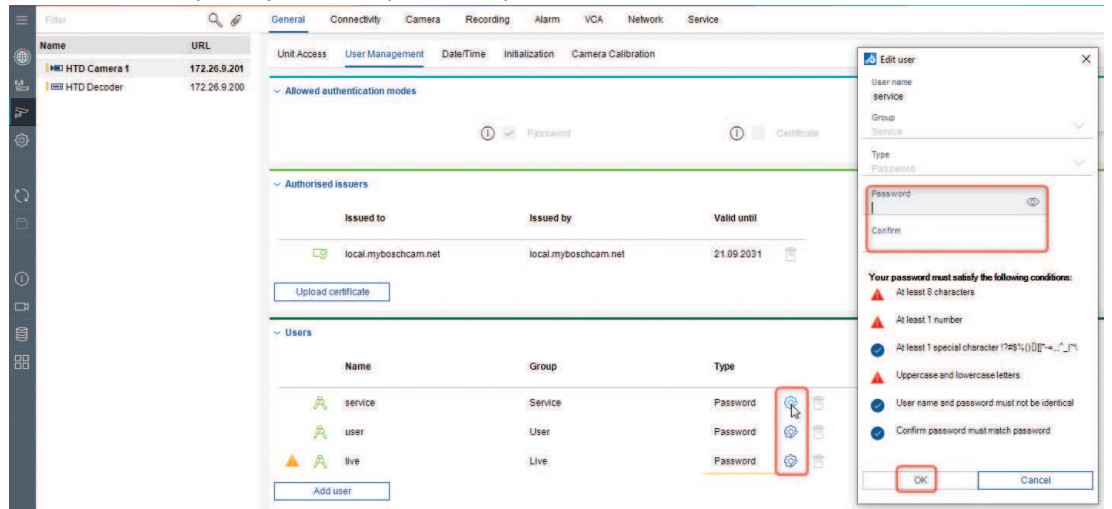 Filter General Connectivity Camera Recording Alarm VCA Network Service
Name URL
HTD Camera 1 172.26.9.201
HTD Decoder 172.26.9.200
Unit Access User Management Date/Time Initialization Camera Calibration
Allowed authentication modes
Password Certificate
Authorised issuers
Issued to Issued by Valid until
local.myboschcam.net local.myboschcam.net 21.09.2031
Upload certificate
Users
Name Group Type
service Service Password
user User Password
live Live Password
Add user
Edit user
User name
service
Group
Service
Type
Password
Password
Confirm
Your password must satisfy the following conditions:
At least 8 characters
At least 1 number
At least 1 special character
Uppercase and lowercase letters
User name and password must not be identical
Confirm password must match password
OK Cancel